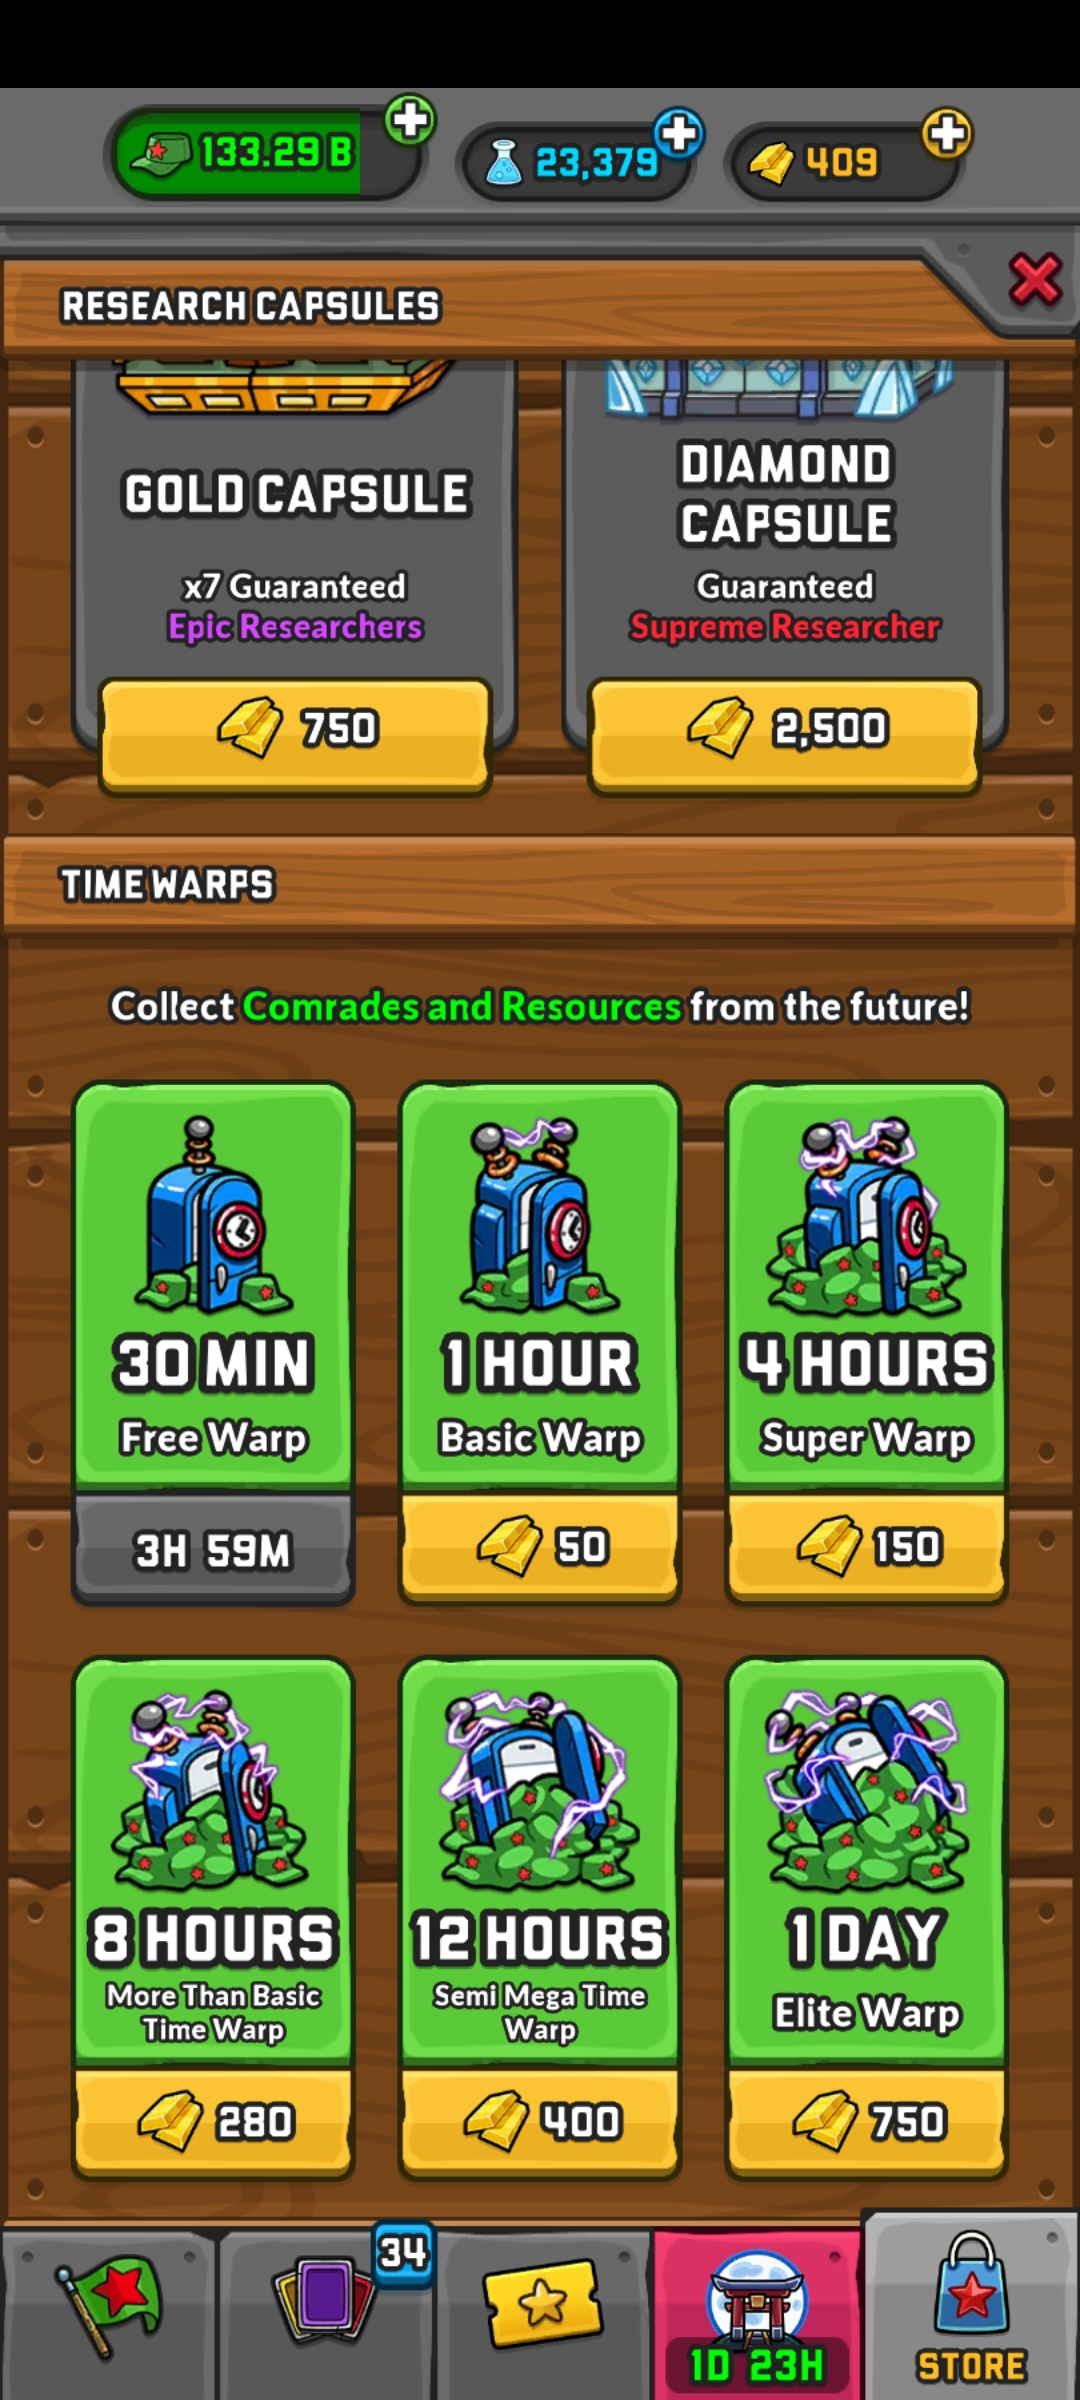 133.29 B
23,379
409
RESEARCH CAPSULES
GOLD CAPSULE
x7 Guaranteed
Epic Researchers
750
DIAMOND
CAPSULE
Guaranteed
Supreme Researcher
2,500
TIME WARPS
Collect Comrades and Resources from the future!
30 MIN
Free Warp
3H 59M
1 HOUR
Basic Warp
50
4 HOURS
Super Warp
150
8 HOURS
More Than Basic
Time Warp
280
12 HOURS
Semi Mega Time
Warp
400
1 DAY
Elite Warp
750
34
1D 23H
STORE